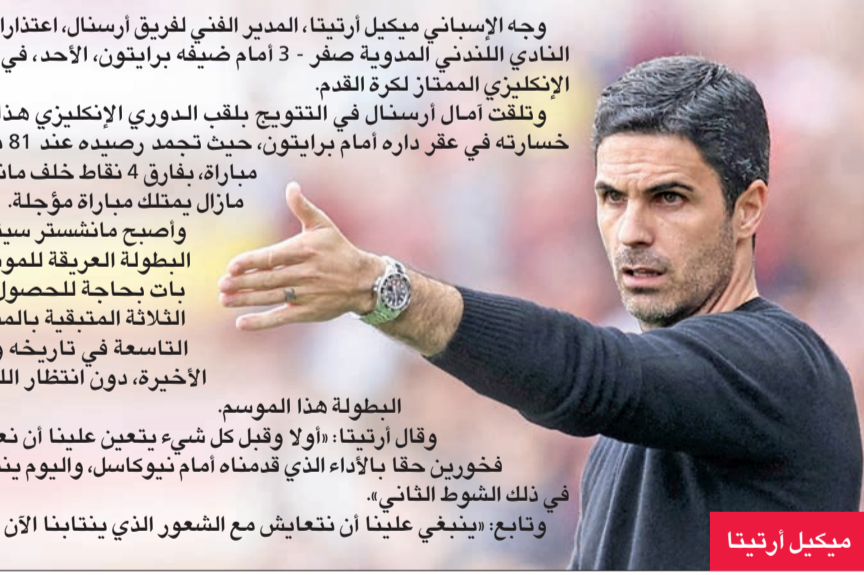 وجه الإسباني ميكيل أرتيتا، المدير الفني لفريق أرسنال، اعتذارا
النادي اللندني المدوية صفر - 3 أمام ضيفه برايتون، الأحد، في
الإنكليزي الممتاز لكرة القدم.
وتلقت آمال أرسنال في التتويج بلقب الدوري الإنكليزي هذ
خسارته في عقر داره أمام برايتون، حيث تجمد رصيده عند 81
مباراة، بفارق 4 نقاط خلف مان
مازال يمتلك مباراة مؤجلة.
وأصبح مانشستر سيت
البطولة العريقة للمو
بات بحاجة للحصول
الثلاثة المتبقية بالم
التاسعة في تاريخه و
الأخيرة، دون انتظار الل
البطولة هذا الموسم.
وقال أرتيتا: «أولا وقبل كل شيء يتعين علينا أن نع
فخورين حقا بالأداء الذي قدمناه أمام نيوكاسل، واليوم ين
في ذلك الشوط الثاني».
وتابع: «ينبغي علينا أن نتعايش مع الشعور الذي ينتابنا الآن
ميكيل أرتيتا